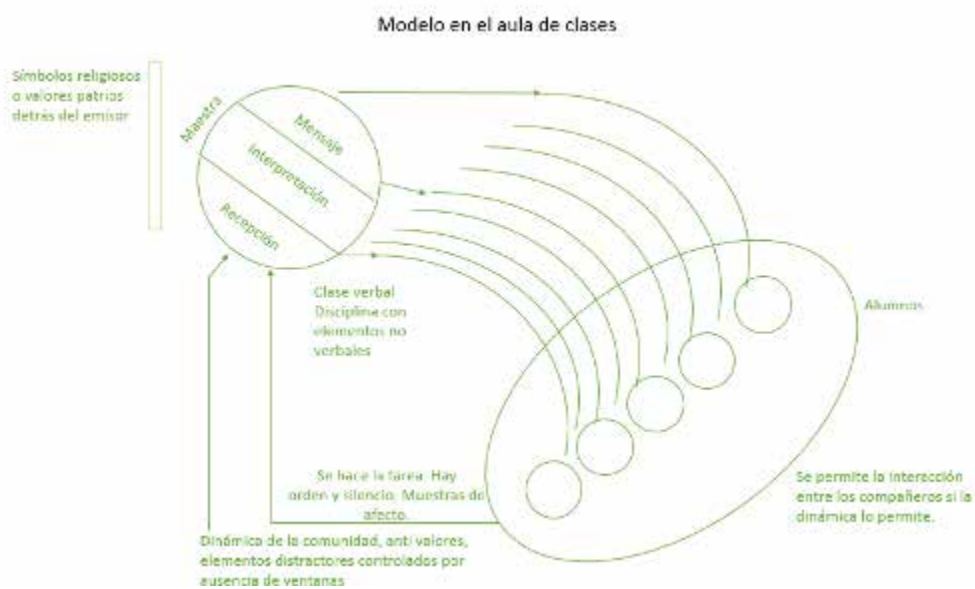 Modelo en el aula de clases
Símbolos religiosos
o valores patrios
detrás del emisor
Maestra
Mensaje
Interpretación
Recepción
Clase verbal
Disciplina con
elementos no
verbales
Alumnos
Se hace la tarea. Hay
orden y silencio. Muestras de
afecto.
Se permite la interacción
entre los compañeros si la
dinámica lo permite.
Dinámica de la comunidad, anti valores,
elementos distractores controlados por
ausencia de ventanas